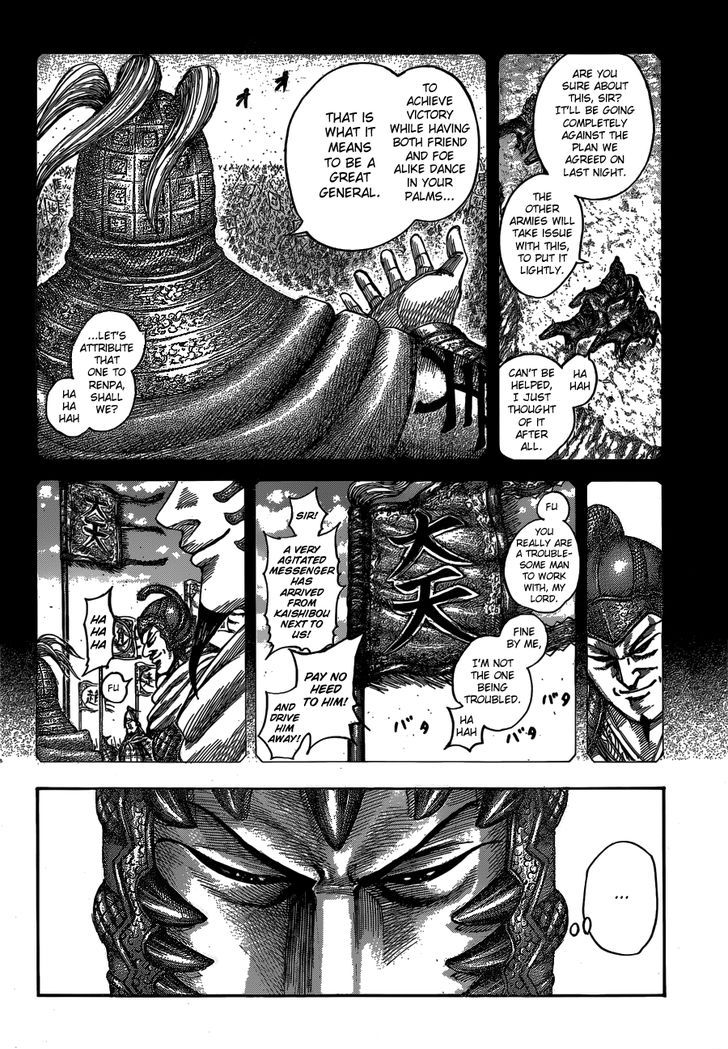 ARE YOU
SURE ABOUT
THIS, SIR?
IT'LL BE GOING
COMPLETELY
AGAINST THE
PLAN WE
AGREED ON
LAST NIGHT.
THE
OTHER
ARMIES WILL
TAKE ISSUE
WITH THIS,
TO PUT IT
LIGHTLY.
HA
HAH
CAN'T BE
HELPED,
I JUST
THOUGHT
OF IT
AFTER
ALL.
TO
ACHIEVE
VICTORY
WHILE HAVING
BOTH FRIEND
AND FOE
ALIKE DANCE
IN YOUR
PALMS...
THAT IS
WHAT IT
MEANS
TO BE A
GREAT
GENERAL.
...LET'S
ATTRIBUTE
THAT
ONE TO
RENPA,
SHALL
WE?
HA
HA
HAH
FU
YOU
REALLY ARE
A TROUBLE-
SOME MAN
TO WORK
WITH, MY
LORD.
FINE
BY ME,
I'M NOT
THE ONE
BEING
TROUBLED.
HA
HAH
大天
バタ
バタ
SIR!
A VERY
AGITATED
MESSENGER
HAS
ARRIVED
FROM
KAISHIBOU
NEXT TO
US!
PAY NO
HEED TO
HIM!
AND
DRIVE
HIM
AWAY!
大天
HA
HA
HA
FU
趙
...